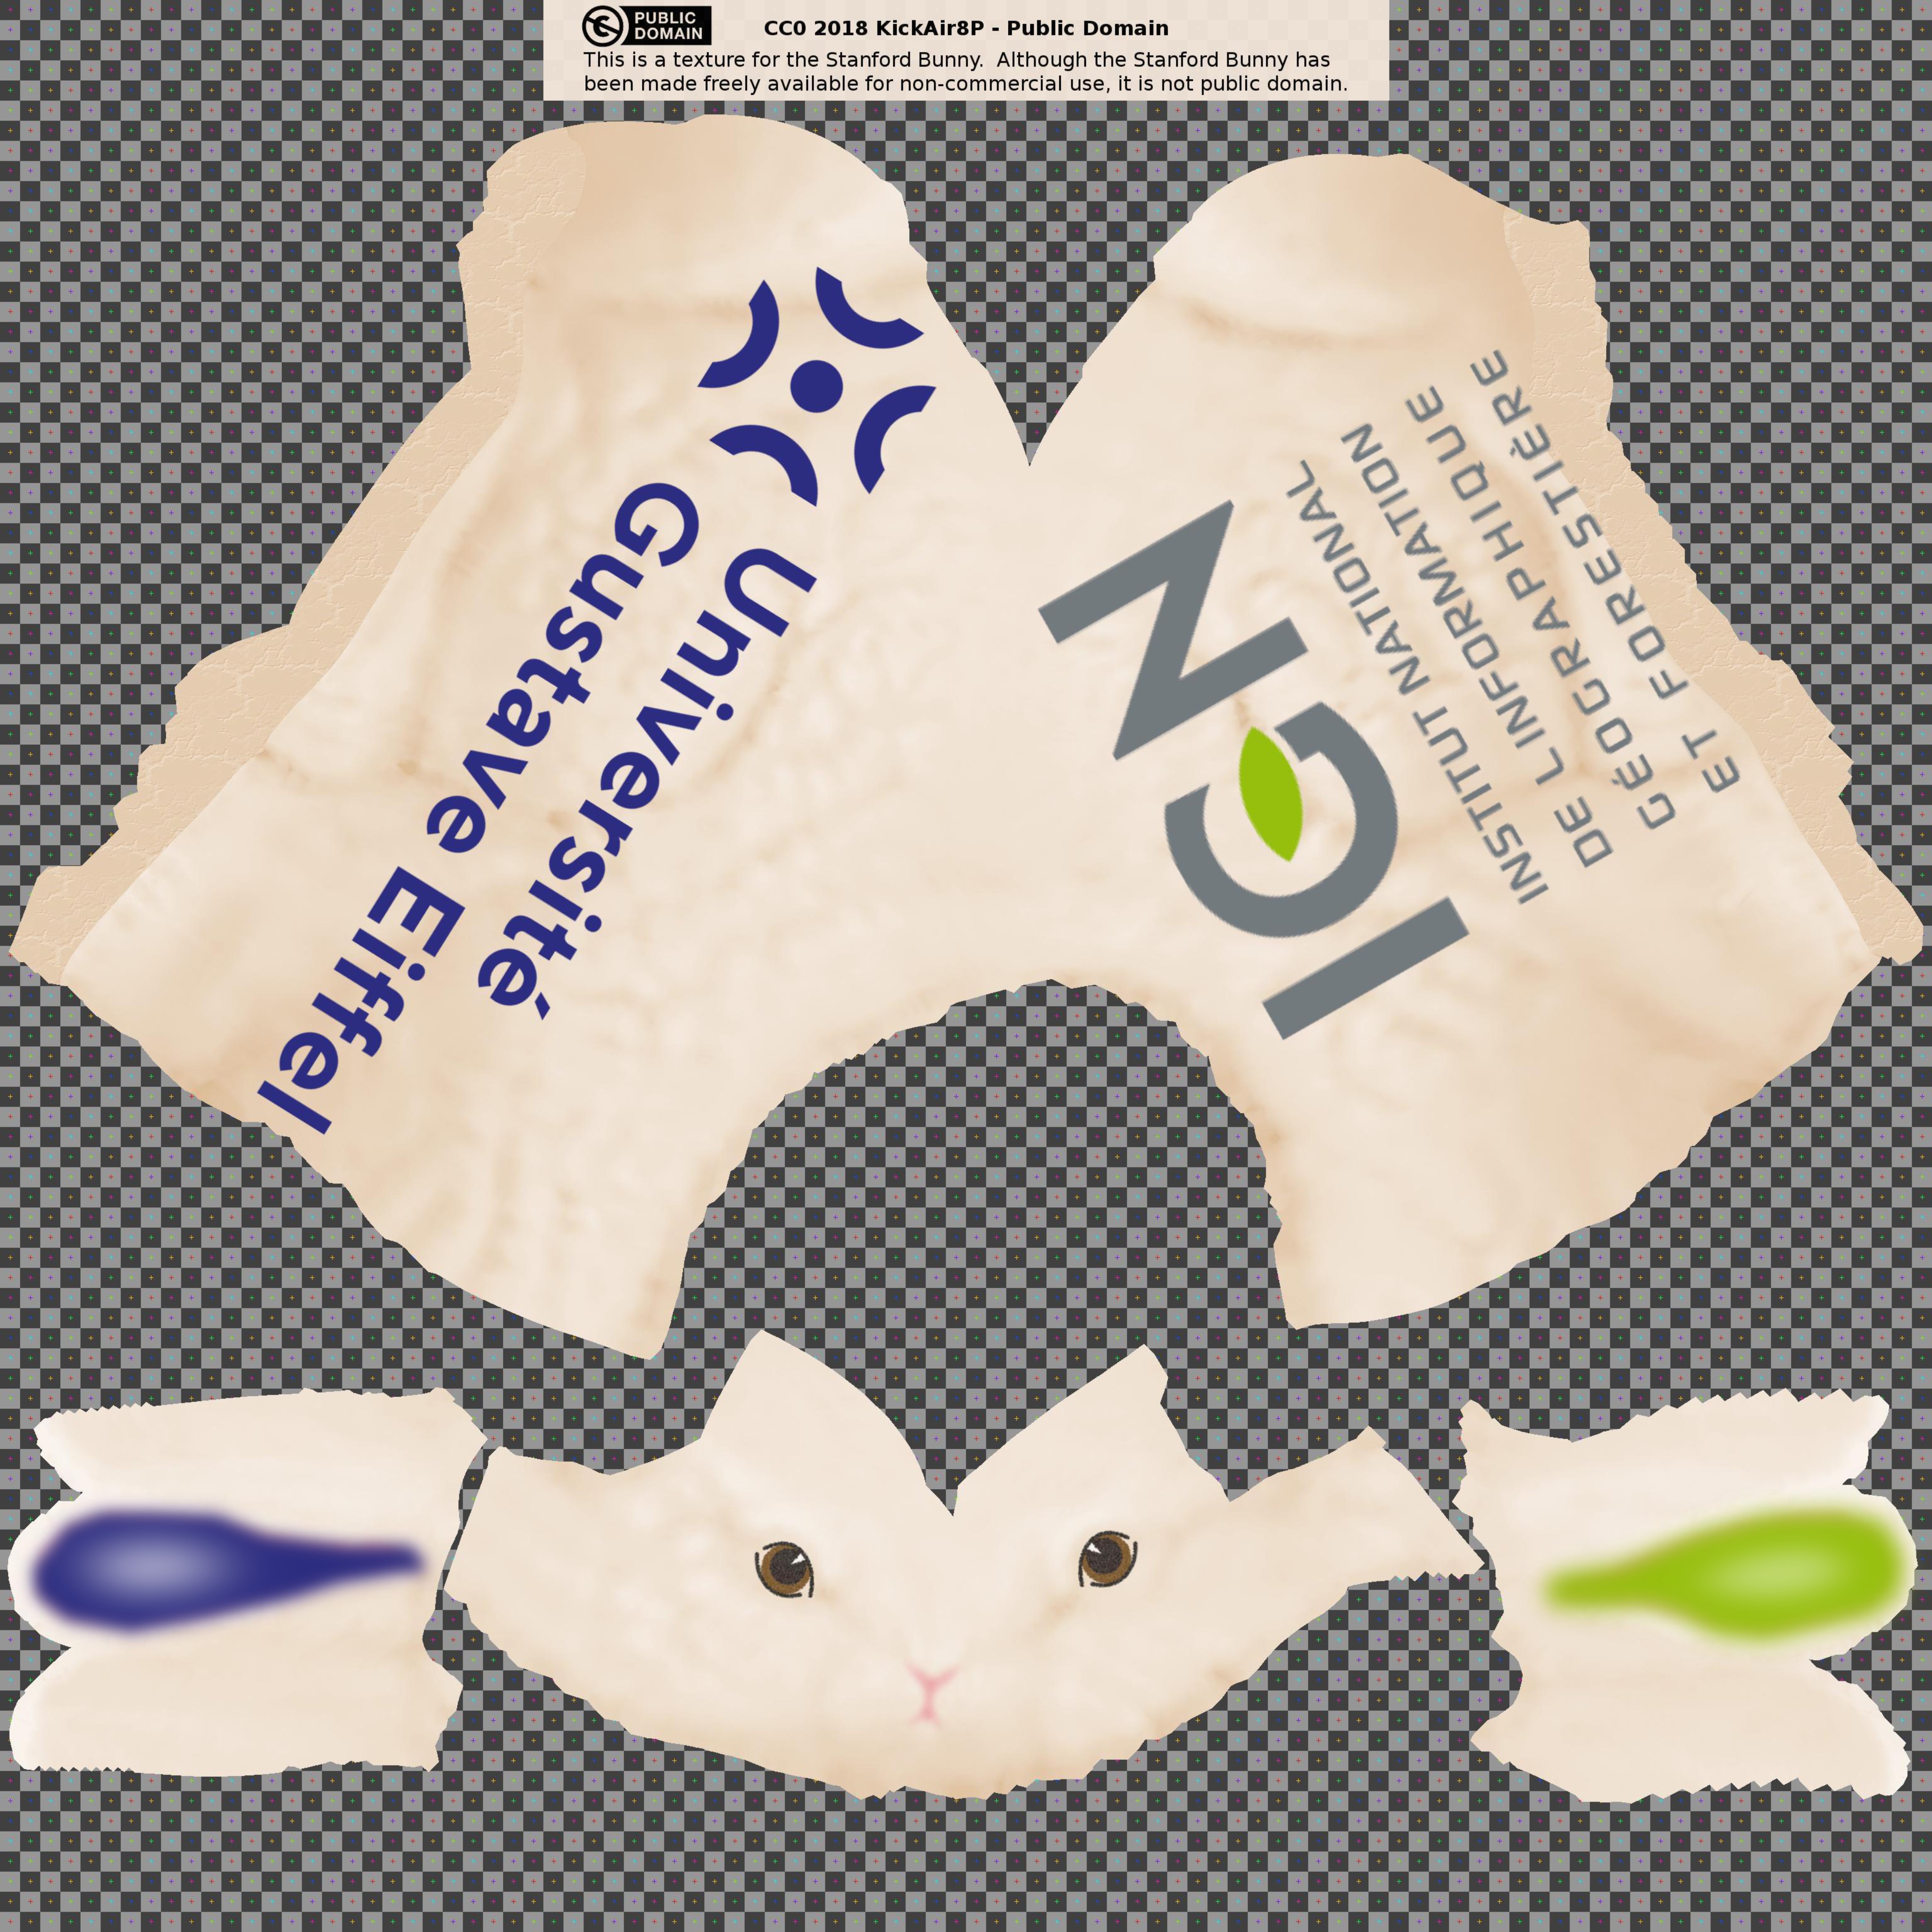 PUBLIC
DOMAIN
CC0 2018 KickAir8P - Public Domain
This is a texture for the Stanford Bunny.  Although the Stanford Bunny has
been made freely available for non-commercial use, it is not public domain.
Université
Gustave Eiffel
IGN
INSTITUT NATIONAL
DE L'INFORMATION
GÉOGRAPHIQUE
ET FORESTIÈRE